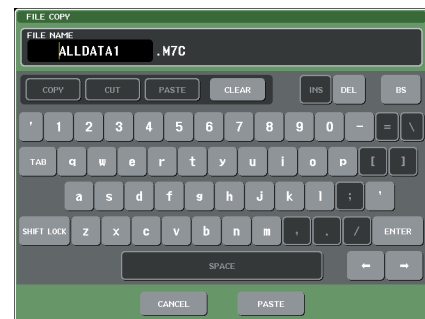 FILE COPY
FILE NAME
ALLDATA1 .M7C
COPY CUT PASTE CLEAR INS DEL BS
' 1 2 3 4 5 6 7 8 9 0 - = \
TAB q w e r t y u i o p [ ]
a s d f g h j k l ; '
SHIFT LOCK z x c v b n m , . / ENTER
SPACE ← →
CANCEL PASTE